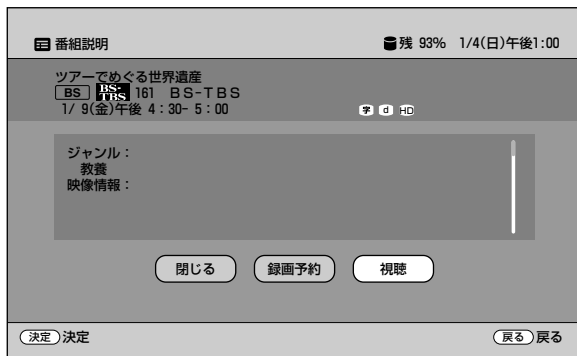 番組説明 残 93% 1/4(日)午後1:00
ツアーでめぐる世界遺産
BS BS-TBS 161 BS-TBS
1/ 9(金)午後 4：30- 5：00 字 d HD
ジャンル：
教養
映像情報：
閉じる 録画予約 視聴
決定 決定 戻る 戻る